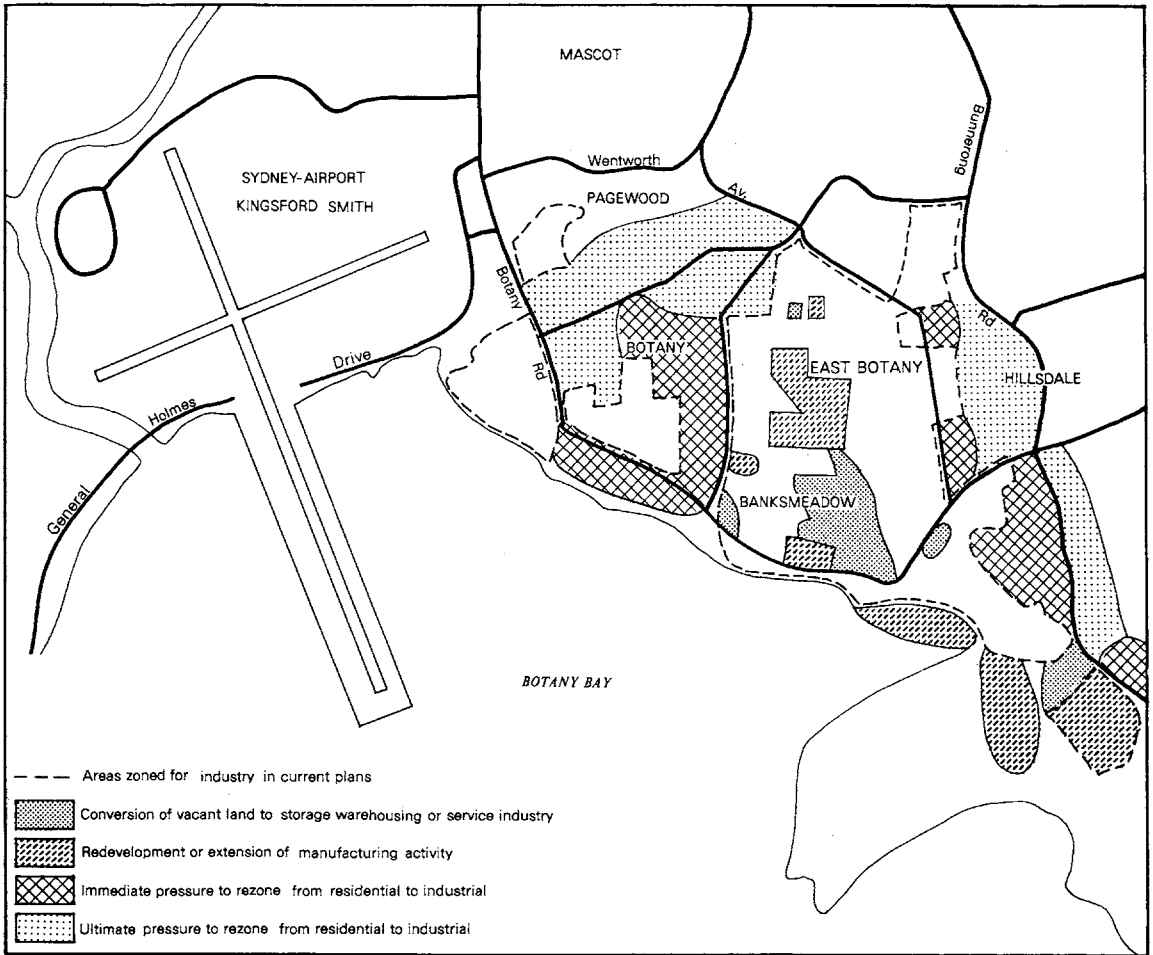 MASCOT
Bunnerong
Wentworth
SYDNEY-AIRPORT
KINGSFORD SMITH
PAGEWOOD
Av.
Botany
Rd
Drive
BOTANY
Rd
EAST BOTANY
HILLSDALE
Holmes
General
BANKSMEADOW
BOTANY BAY
Areas zoned for industry in current plans
Conversion of vacant land to storage warehousing or service industry
Redevelopment or extension of manufacturing activity
Immediate pressure to rezone from residential to industrial
Ultimate pressure to rezone from residential to industrial